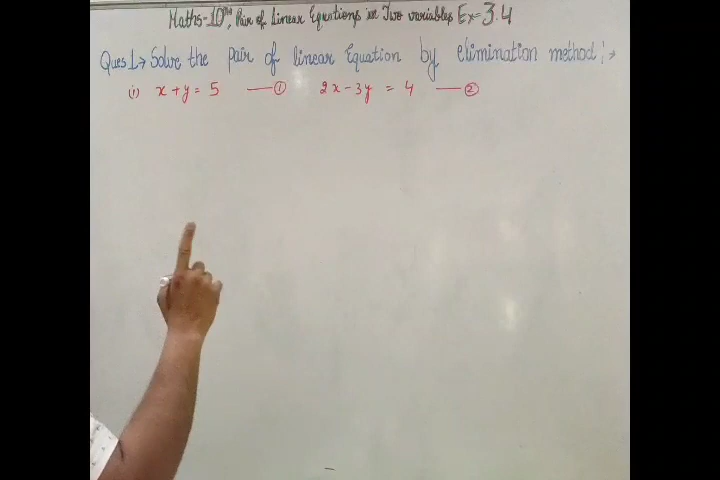 Maths-10th, Pair of Linear Equations in Two variables Ex-3.4
Ques 1→ Solve the pair of linear Equation by elimination method:→
(i) x + y = 5 —① 2x - 3y = 4 —②